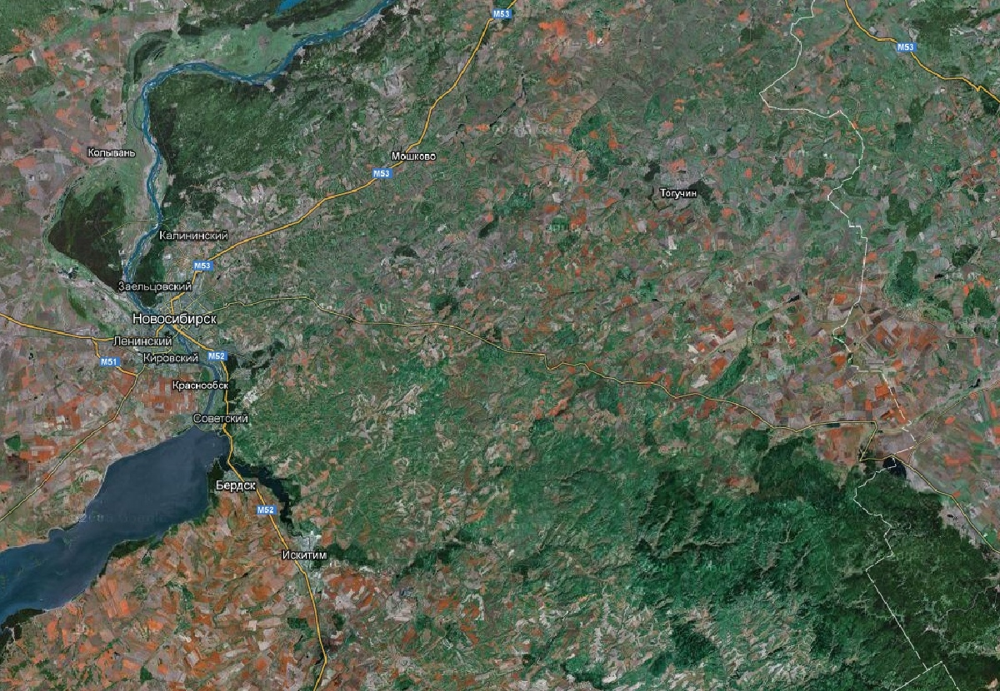 M53
M53
Колывань
Мошково
M53
Тогучин
Калининский
M53
Заельцовский
Новосибирск
Ленинский
M51
Кировский
M52
Краснообск
Советский
Бердск
M52
Искитим